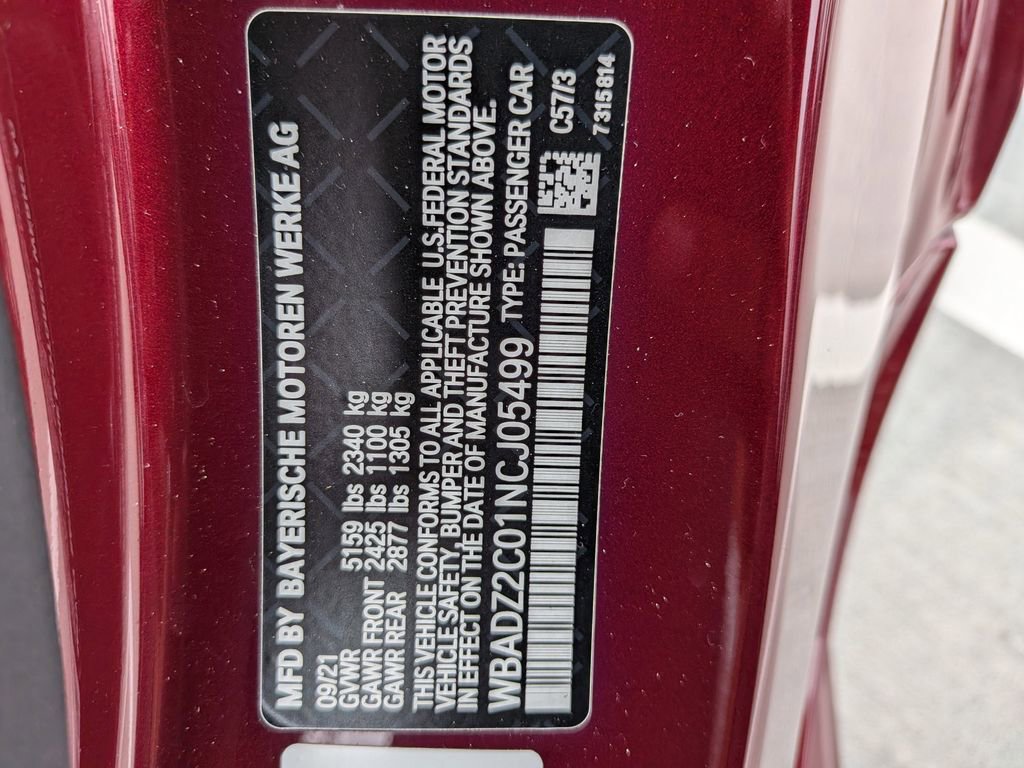 MFD BY BAYERISCHE MOTOREN WERKE AG
09/21
GVWR 5159 lbs 2340 kg
GAWR FRONT 2425 lbs 1100 kg
GAWR REAR 2877 lbs 1305 kg
THIS VEHICLE CONFORMS TO ALL APPLICABLE U.S. FEDERAL MOTOR
VEHICLE SAFETY, BUMPER AND THEFT PREVENTION STANDARDS
IN EFFECT ON THE DATE OF MANUFACTURE SHOWN ABOVE.
WBADZ2C01NCJ05499 TYPE: PASSENGER CAR
C57/3
7315814